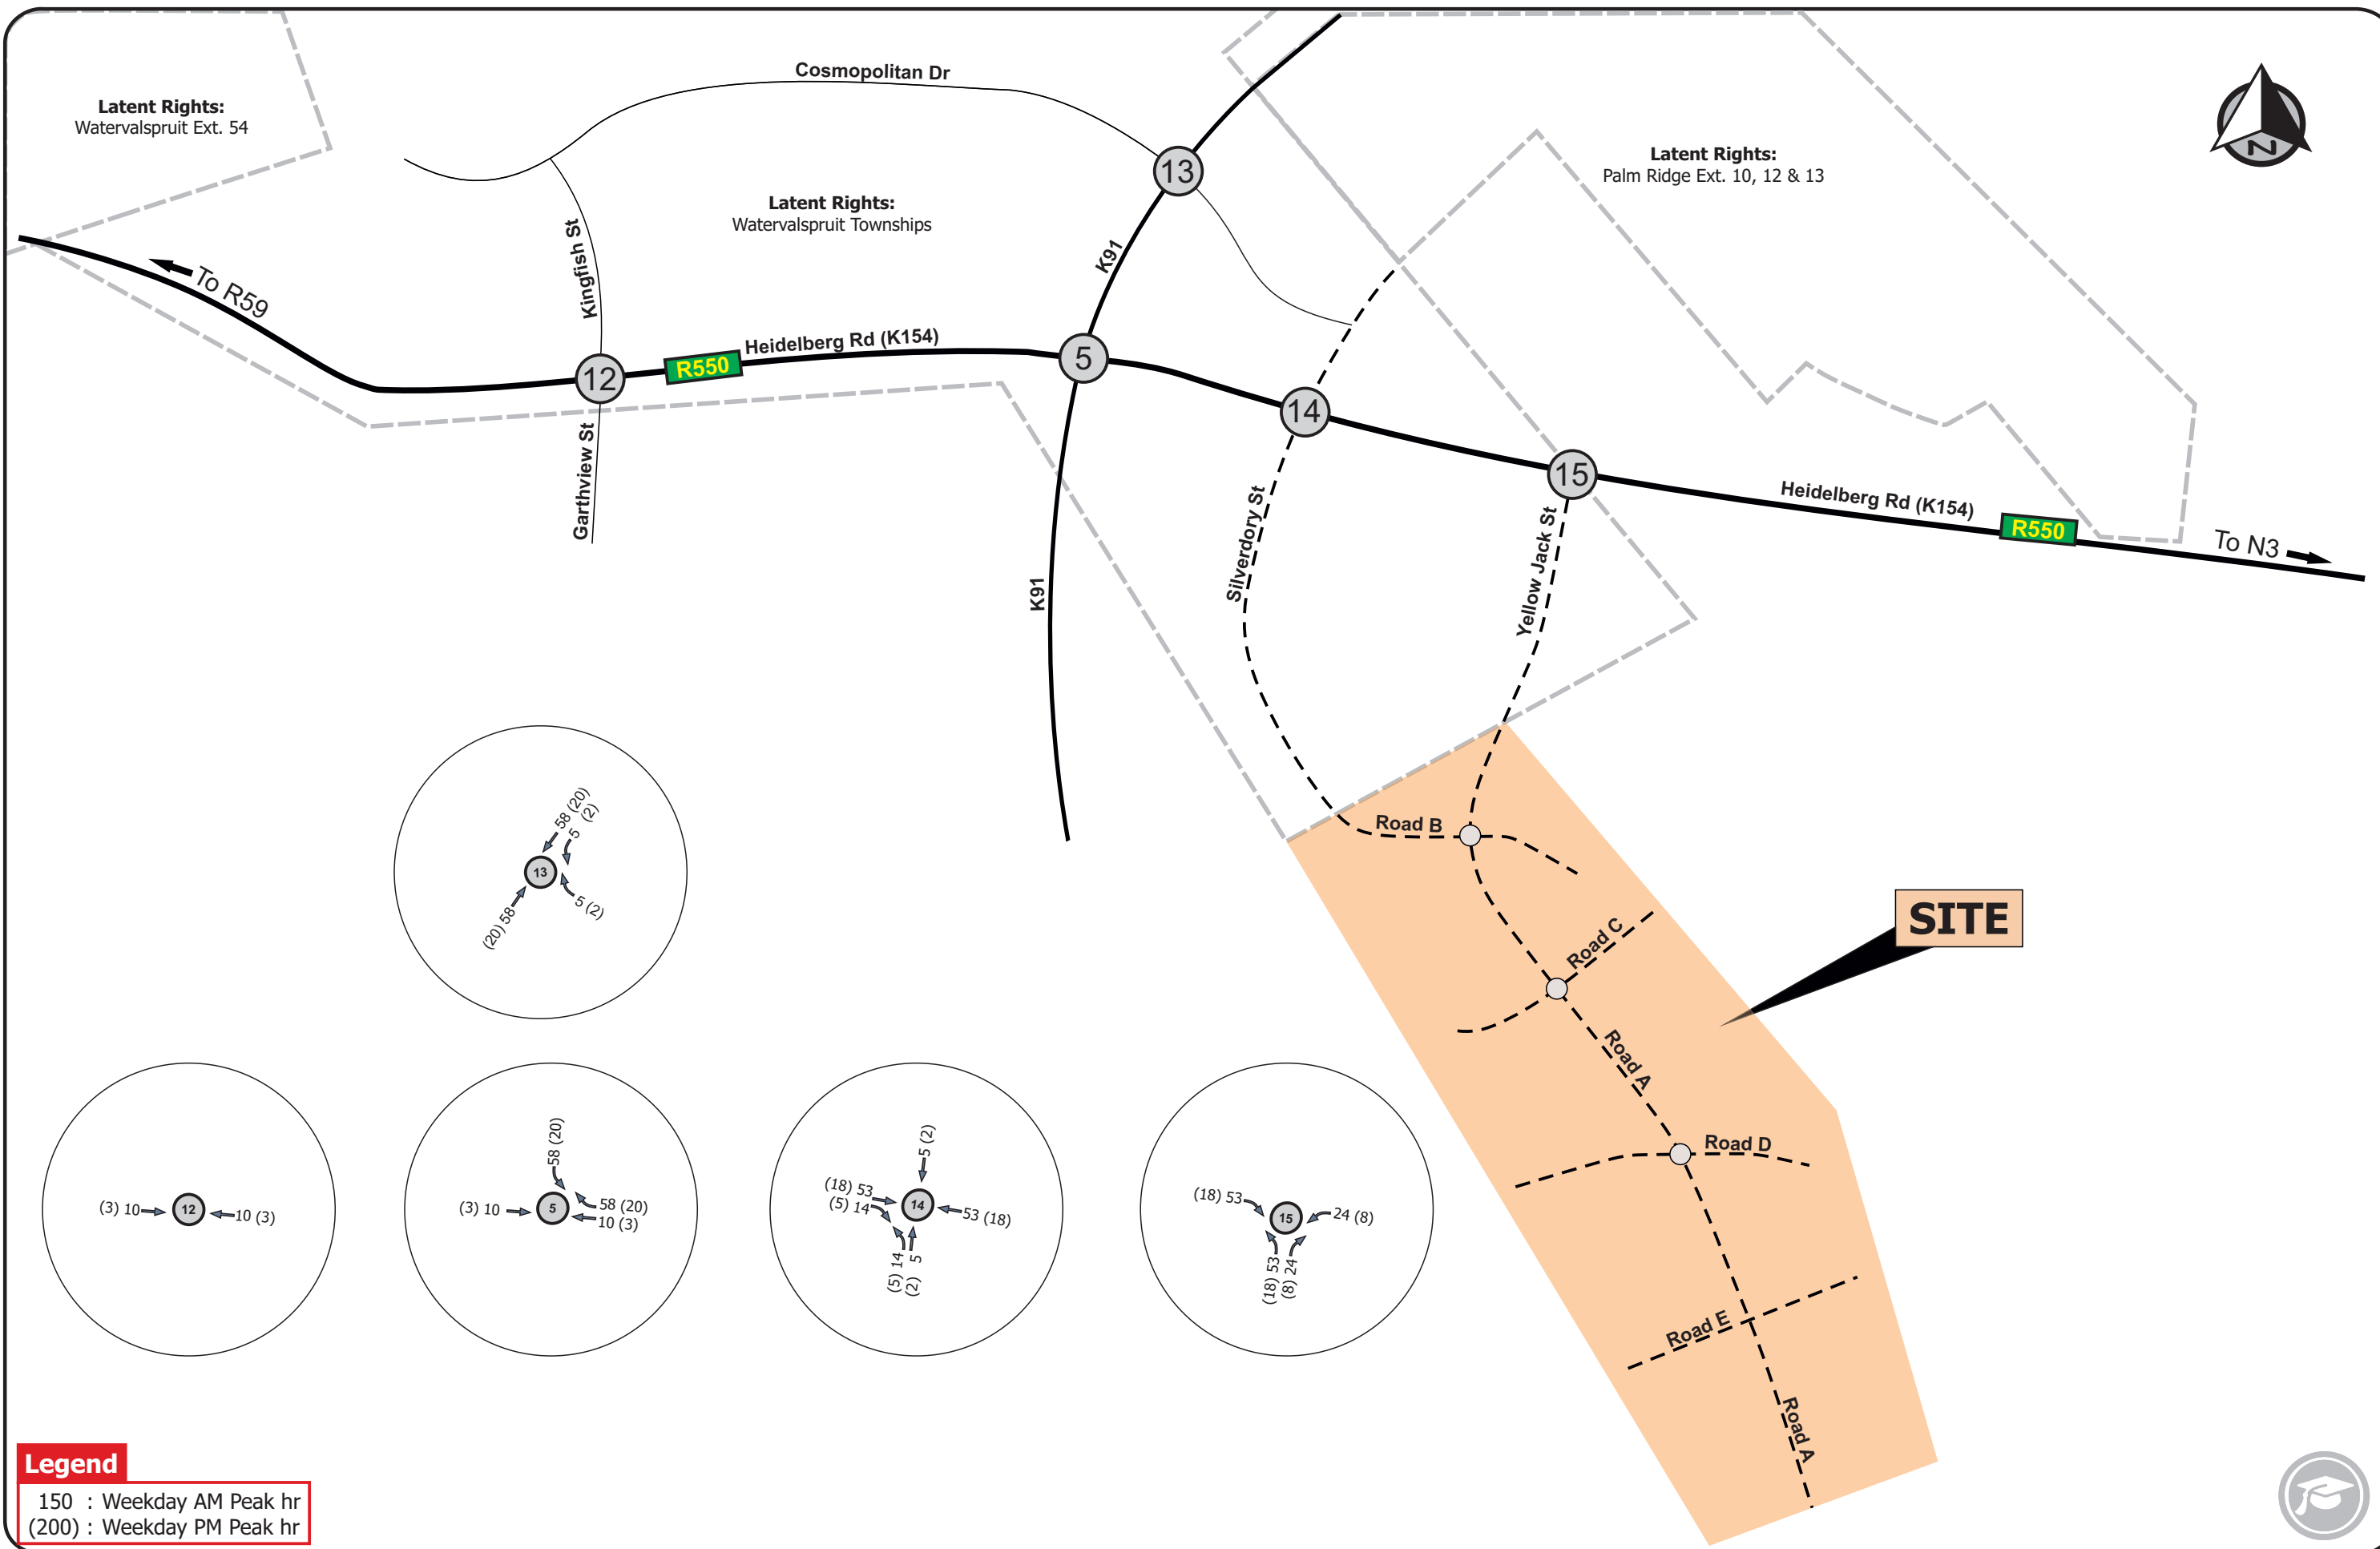 Cosmopolitan Dr
Latent Rights:
Watervalspruit Ext. 54
Latent Rights:
Palm Ridge Ext. 10, 12 & 13
N
13
Latent Rights:
Watervalspruit Townships
Kingfish St
K91
To R59
Heidelberg Rd (K154)
R550
12
5
14
15
Garthview St
Silverdory St
Yellow Jack St
Heidelberg Rd (K154)
R550
To N3
K91
Road B
SITE
Road C
Road A
Road D
Road E
Road A
58 (20)
5 (2)
13
5 (2)
(20) 58
(3) 10
12
10 (3)
58 (20)
(3) 10
5
58 (20)
10 (3)
5 (2)
(18) 53
(5) 14
14
53 (18)
(5) 14
(2) 5
(18) 53
15
24 (8)
(18) 53
(8) 24
Legend
150 : Weekday AM Peak hr
(200) : Weekday PM Peak hr